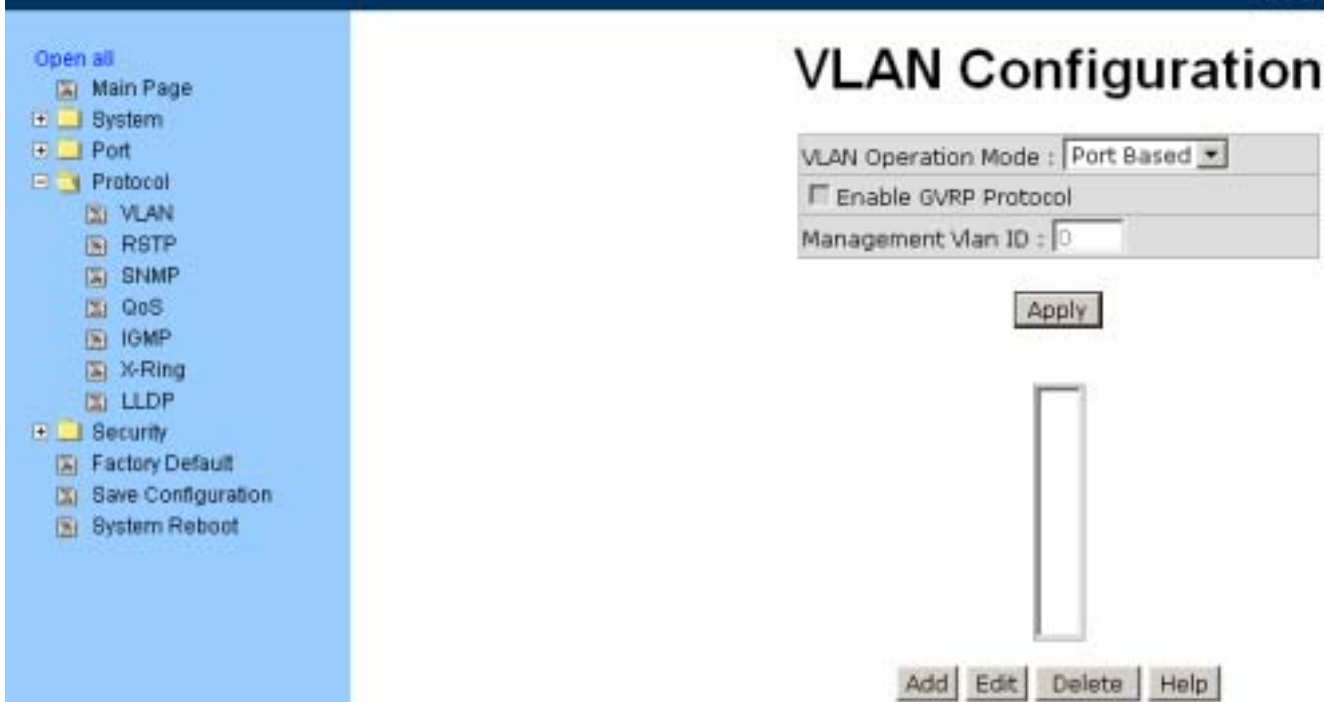 Open all
Main Page
System
Port
Protocol
VLAN
RSTP
SNMP
QoS
IGMP
X-Ring
LLDP
Security
Factory Default
Save Configuration
System Reboot
VLAN Configuration
VLAN Operation Mode : Port Based
Enable GVRP Protocol
Management Vlan ID : 0
Apply
Add Edit Delete Help